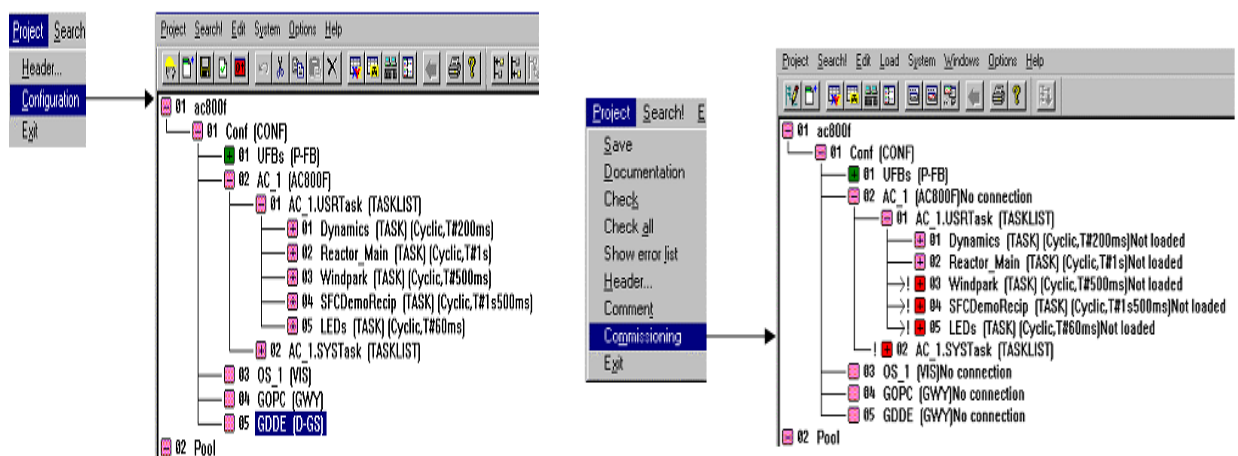 Project Search
Header...
Configuration
Exit
Project Search! Edit System Options Help
01 ac800f
01 Conf (CONF)
01 UFBs (P-FB)
02 AC_1 (AC800F)
01 AC_1.USRTask (TASKLIST)
01 Dynamics (TASK) (Cyclic,T#200ms)
02 Reactor_Main (TASK) (Cyclic,T#1s)
03 Windpark (TASK) (Cyclic,T#500ms)
04 SFCDemoRecip (TASK) (Cyclic,T#1s500ms)
05 LEDs (TASK) (Cyclic,T#60ms)
02 AC_1.SYSTask (TASKLIST)
03 OS_1 (VIS)
04 GOPC (GWY)
05 GDDE (D-GS)
02 Pool
Project Search! E
Save
Documentation
Check
Check all
Show error list
Header...
Comment
Commissioning
Exit
Project Search! Edit Load System Windows Options Help
01 ac800f
01 Conf (CONF)
01 UFBs (P-FB)
02 AC_1 (AC800F)No connection
01 AC_1.USRTask (TASKLIST)
01 Dynamics (TASK) (Cyclic,T#200ms)Not loaded
02 Reactor_Main (TASK) (Cyclic,T#1s)Not loaded
! 03 Windpark (TASK) (Cyclic,T#500ms)Not loaded
! 04 SFCDemoRecip (TASK) (Cyclic,T#1s500ms)Not loaded
! 05 LEDs (TASK) (Cyclic,T#60ms)Not loaded
! 02 AC_1.SYSTask (TASKLIST)
03 OS_1 (VIS)No connection
04 GOPC (GWY)No connection
05 GDDE (GWY)No connection
02 Pool